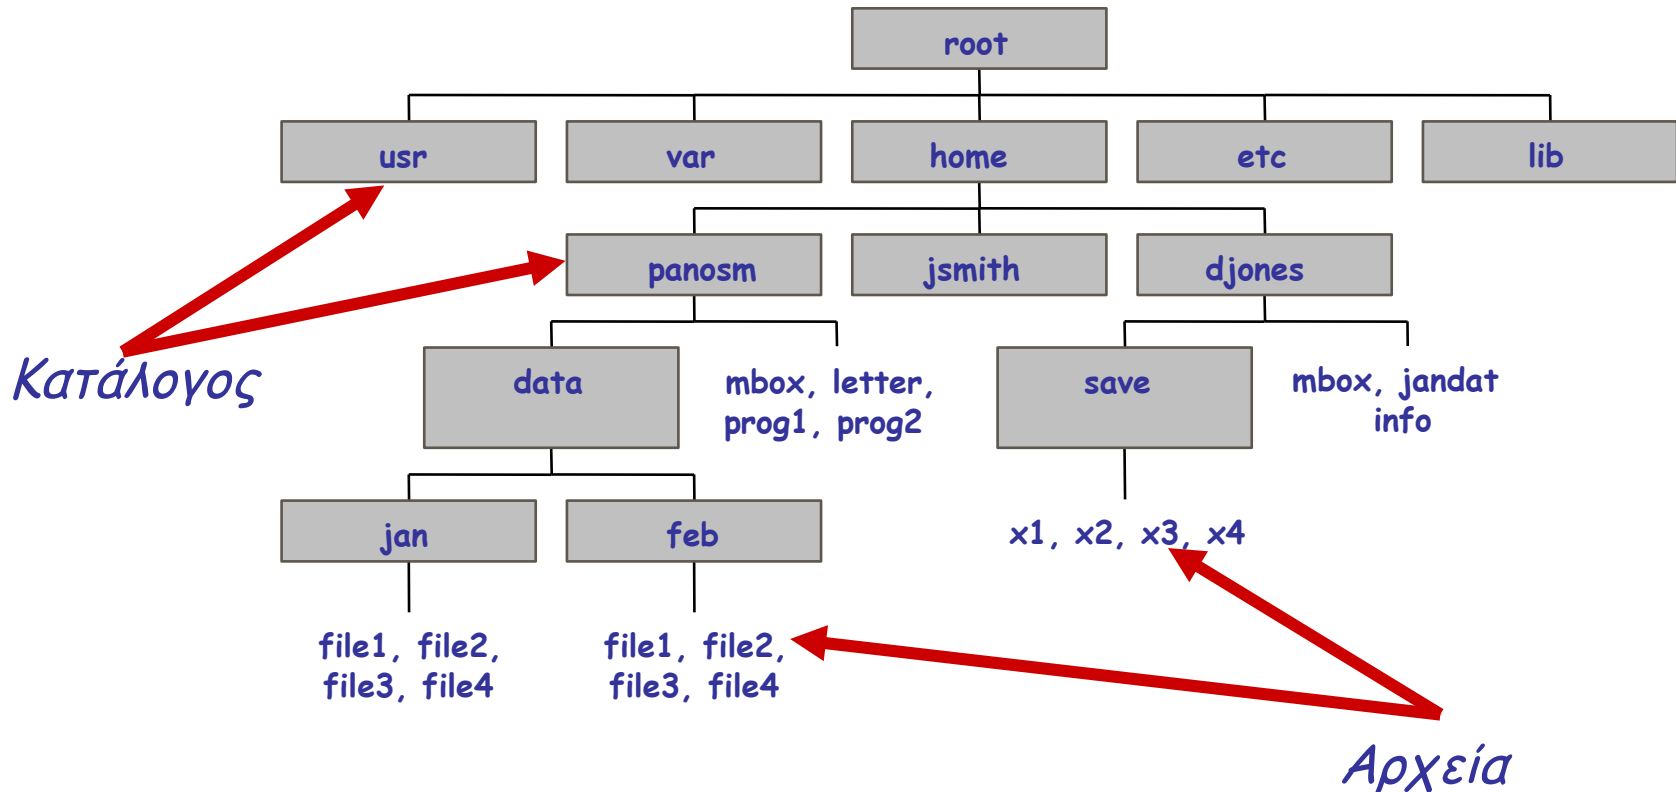 root
usr
var
home
etc
lib
panosm
jsmith
djones
Κατάλογος
data
mbox, letter,
prog1, prog2
save
mbox, jandat
info
jan
feb
x1, x2, x3, x4
file1, file2,
file3, file4
file1, file2,
file3, file4
Αρχεία